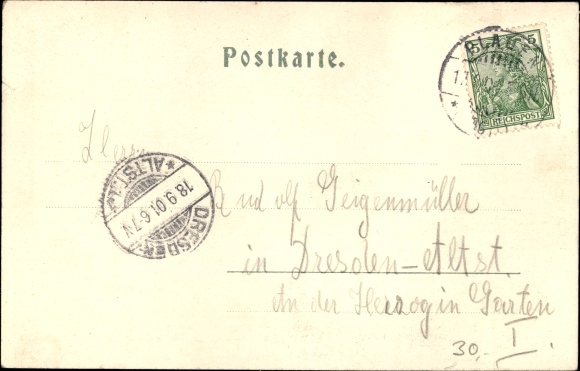 Postkarte.
5
REICHSPOST
Herrn
Rudolf Geigenmüller
in Dresden-Altst.
An der Herzogin Garten
30.- I
DRESDEN
18.9.01.6-7N.
*ALTST.